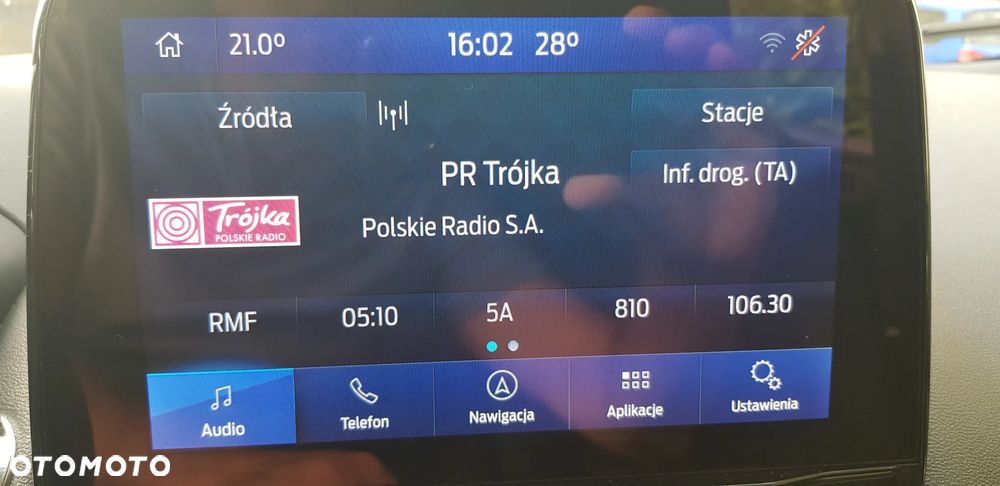 21.0° 16:02 28°
Źródła
Stacje
PR Trójka
Inf. drog. (TA)
Trójka
POLSKIE RADIO
Polskie Radio S.A.
RMF 05:10 5A 810 106.30
Audio Telefon Nawigacja Aplikacje Ustawienia
OTOMOTO